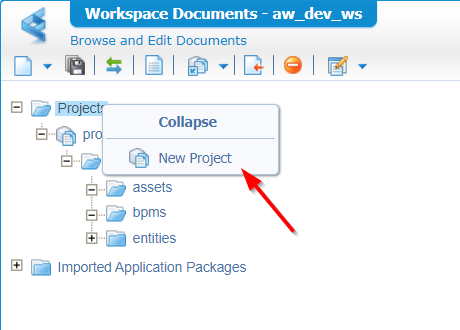 Workspace Documents - aw_dev_ws
Browse and Edit Documents
Projects
Collapse
pro
New Project
assets
bpms
entities
Imported Application Packages